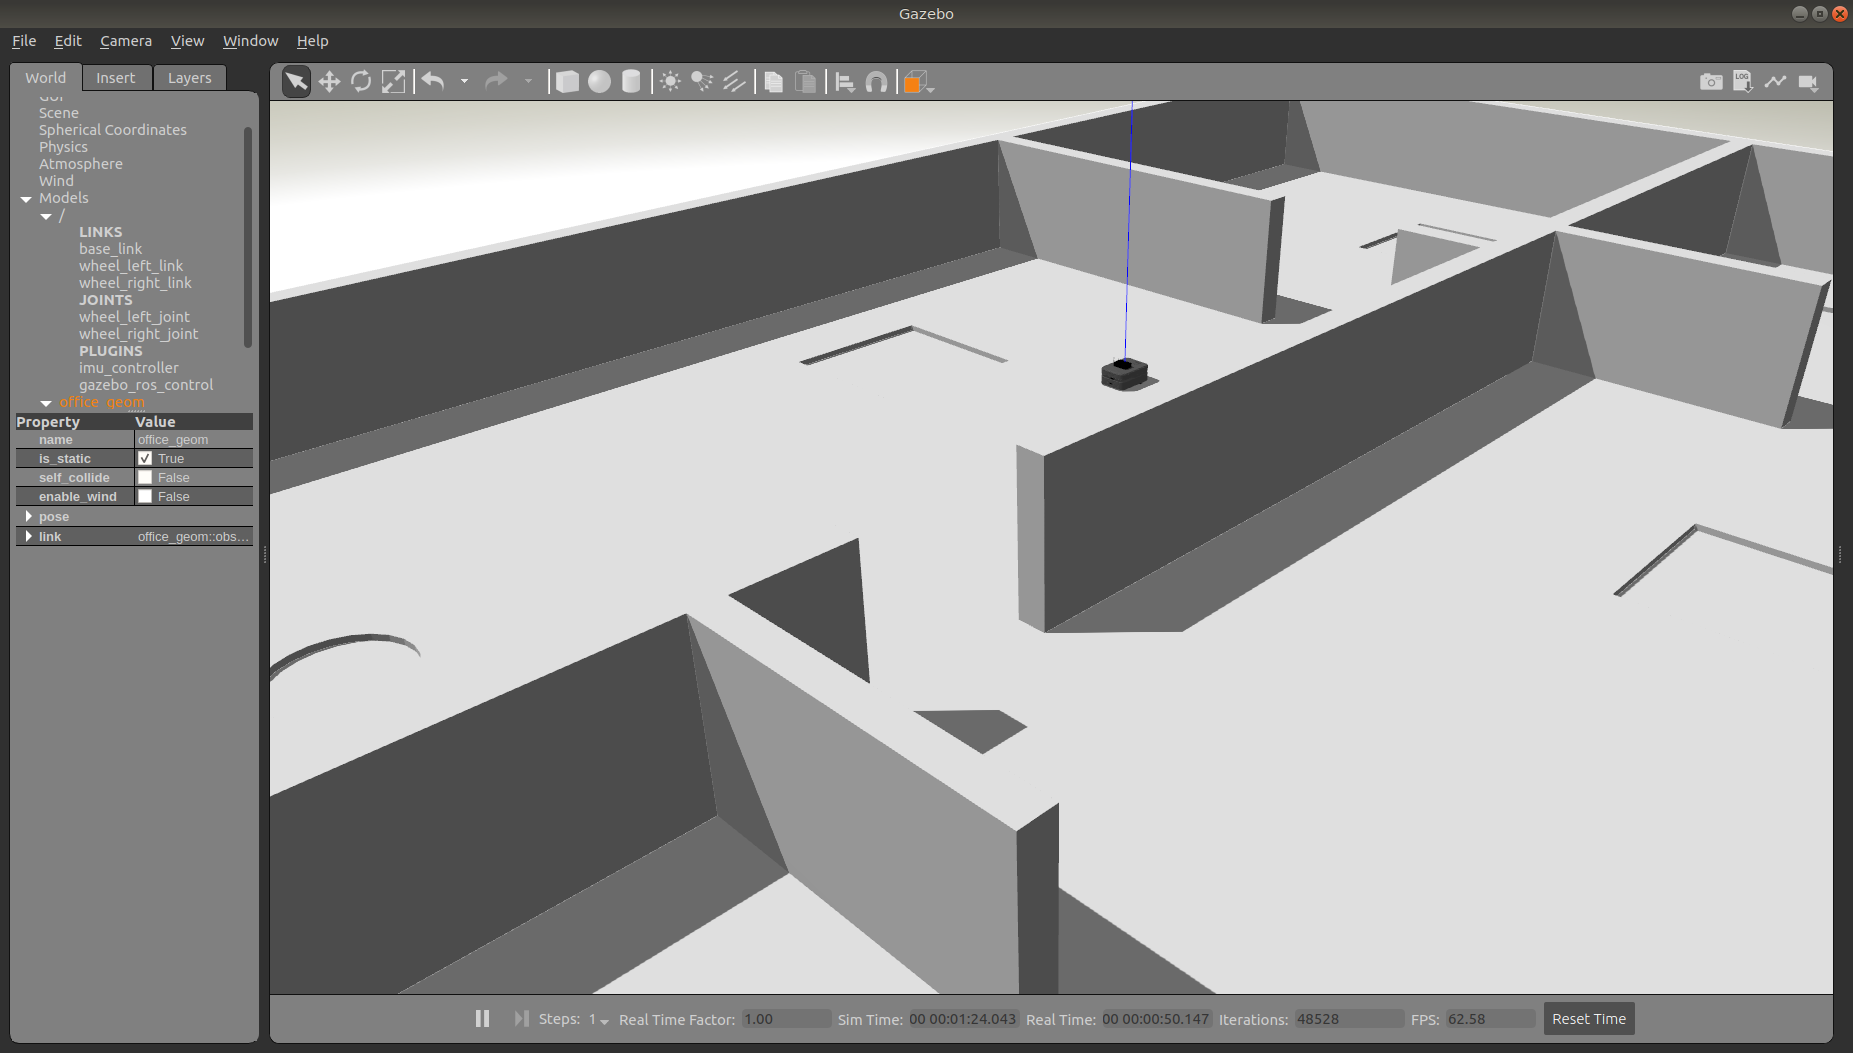 Gazebo
File Edit Camera View Window Help
World Insert Layers
GUI
Scene
Spherical Coordinates
Physics
Atmosphere
Wind
Models
/
LINKS
base_link
wheel_left_link
wheel_right_link
JOINTS
wheel_left_joint
wheel_right_joint
PLUGINS
imu_controller
gazebo_ros_control
office_geom
Property Value
name office_geom
is_static True
self_collide False
enable_wind False
pose
link office_geom::obs...
LOG
Steps: 1 Real Time Factor: 1.00 Sim Time: 00 00:01:24.043 Real Time: 00 00:00:50.147 Iterations: 48528 FPS: 62.58 Reset Time